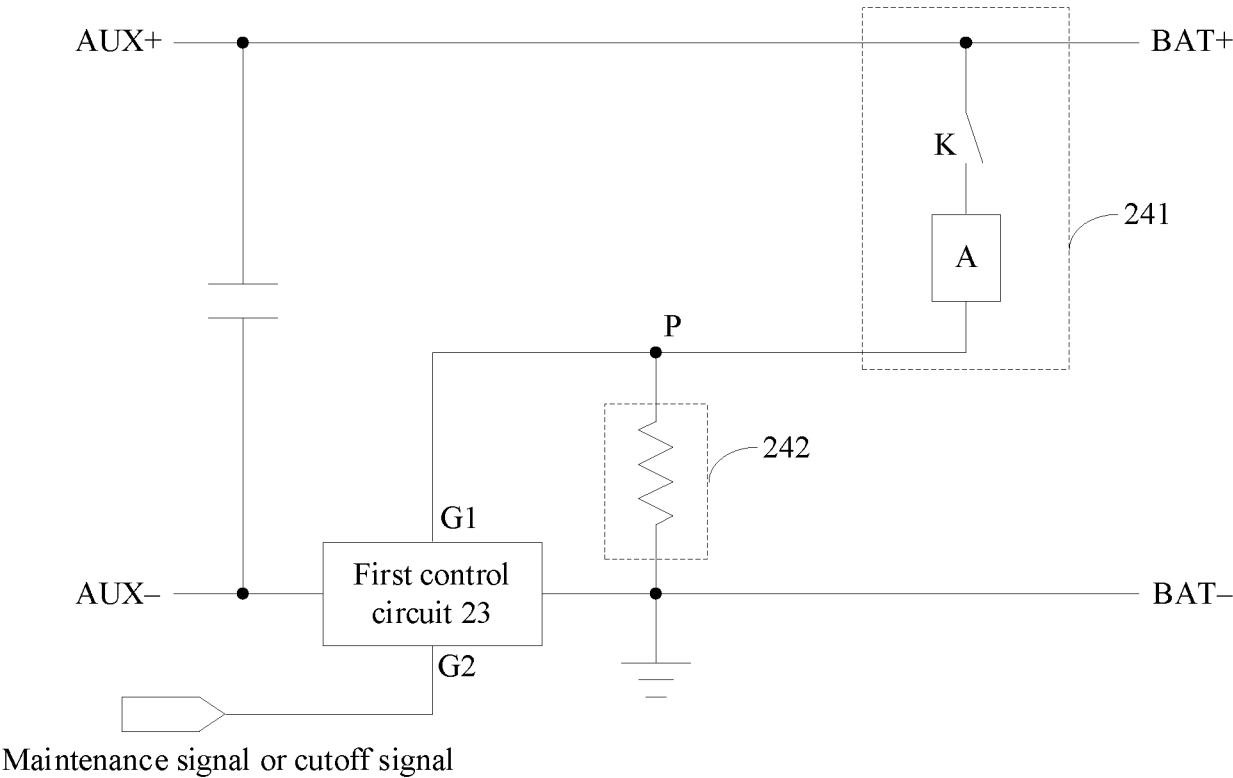 AUX+
BAT+
K
241
A
P
242
G1
First control
circuit 23
AUX–
BAT–
G2
Maintenance signal or cutoff signal